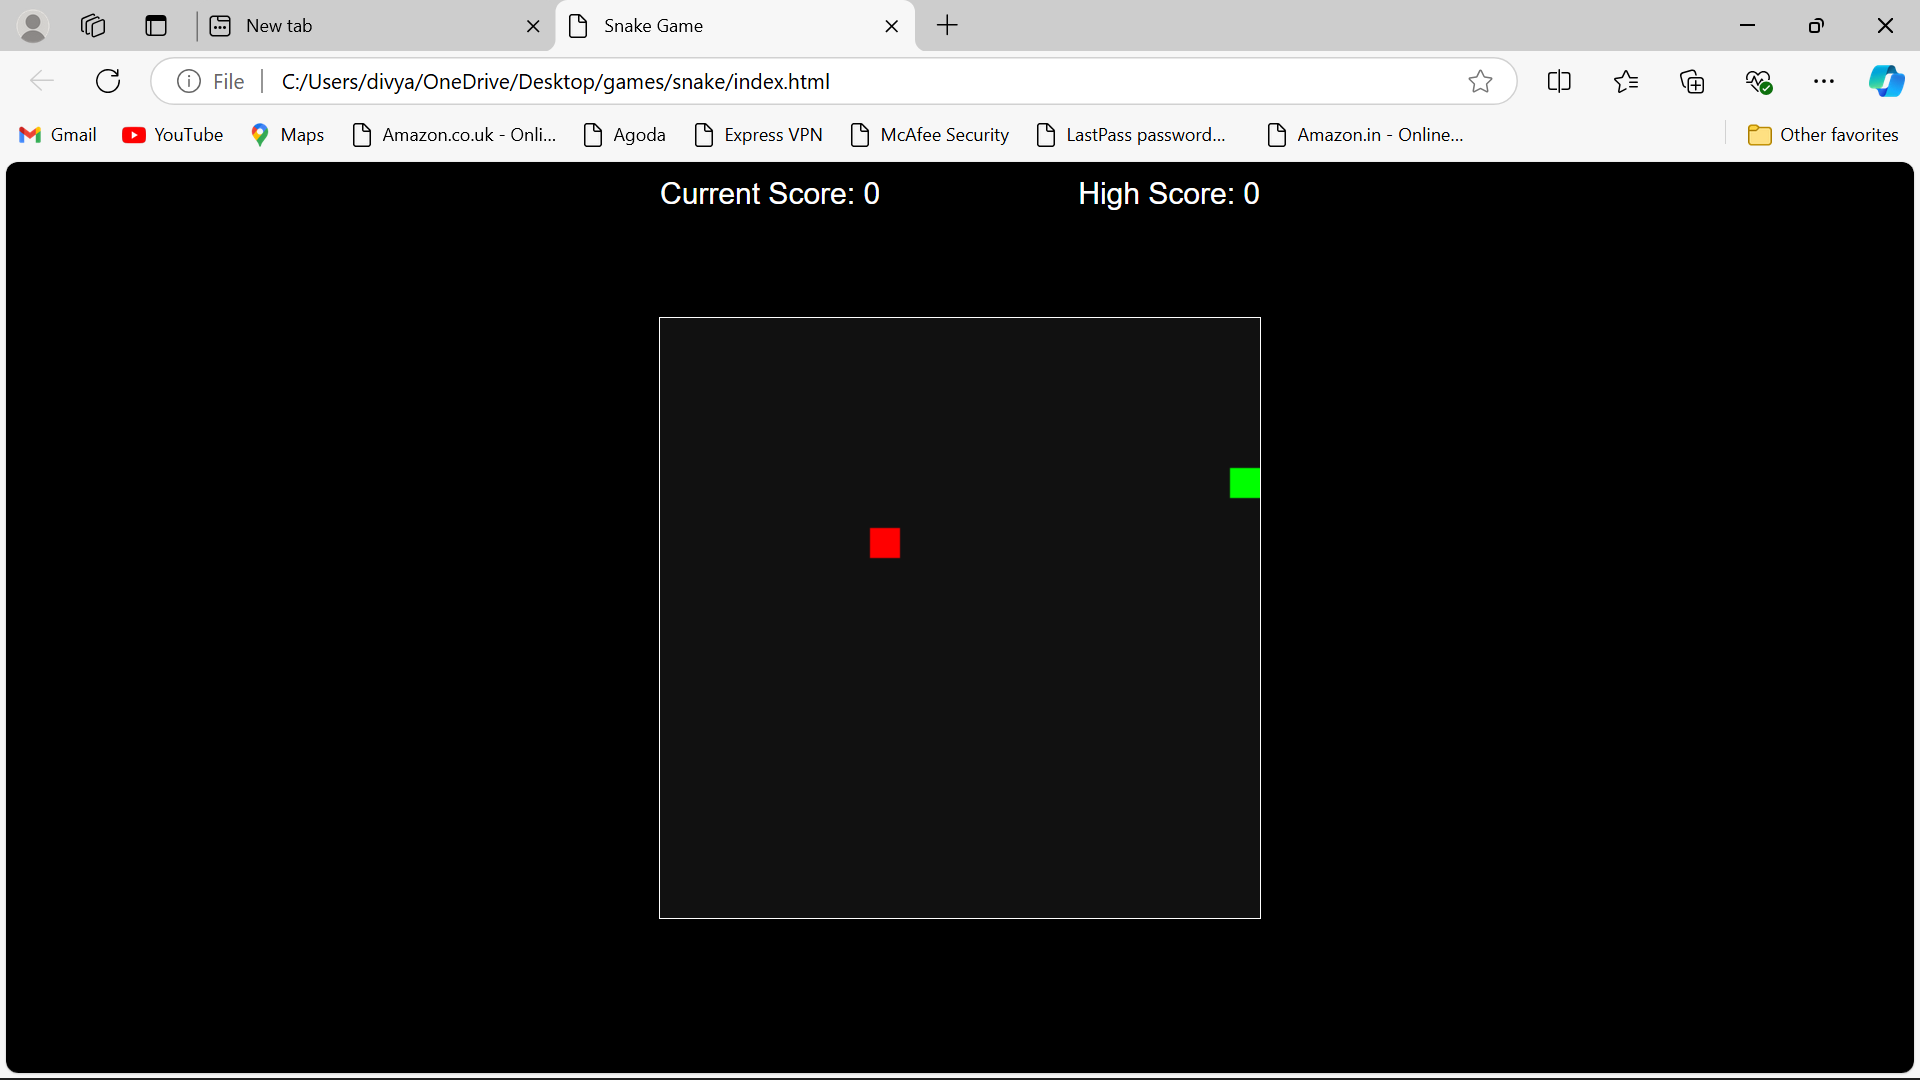 New tab
Snake Game
File
C:/Users/divya/OneDrive/Desktop/games/snake/index.html
Gmail YouTube Maps Amazon.co.uk - Onli... Agoda Express VPN McAfee Security LastPass password... Amazon.in - Online... Other favorites
Current Score: 0 High Score: 0